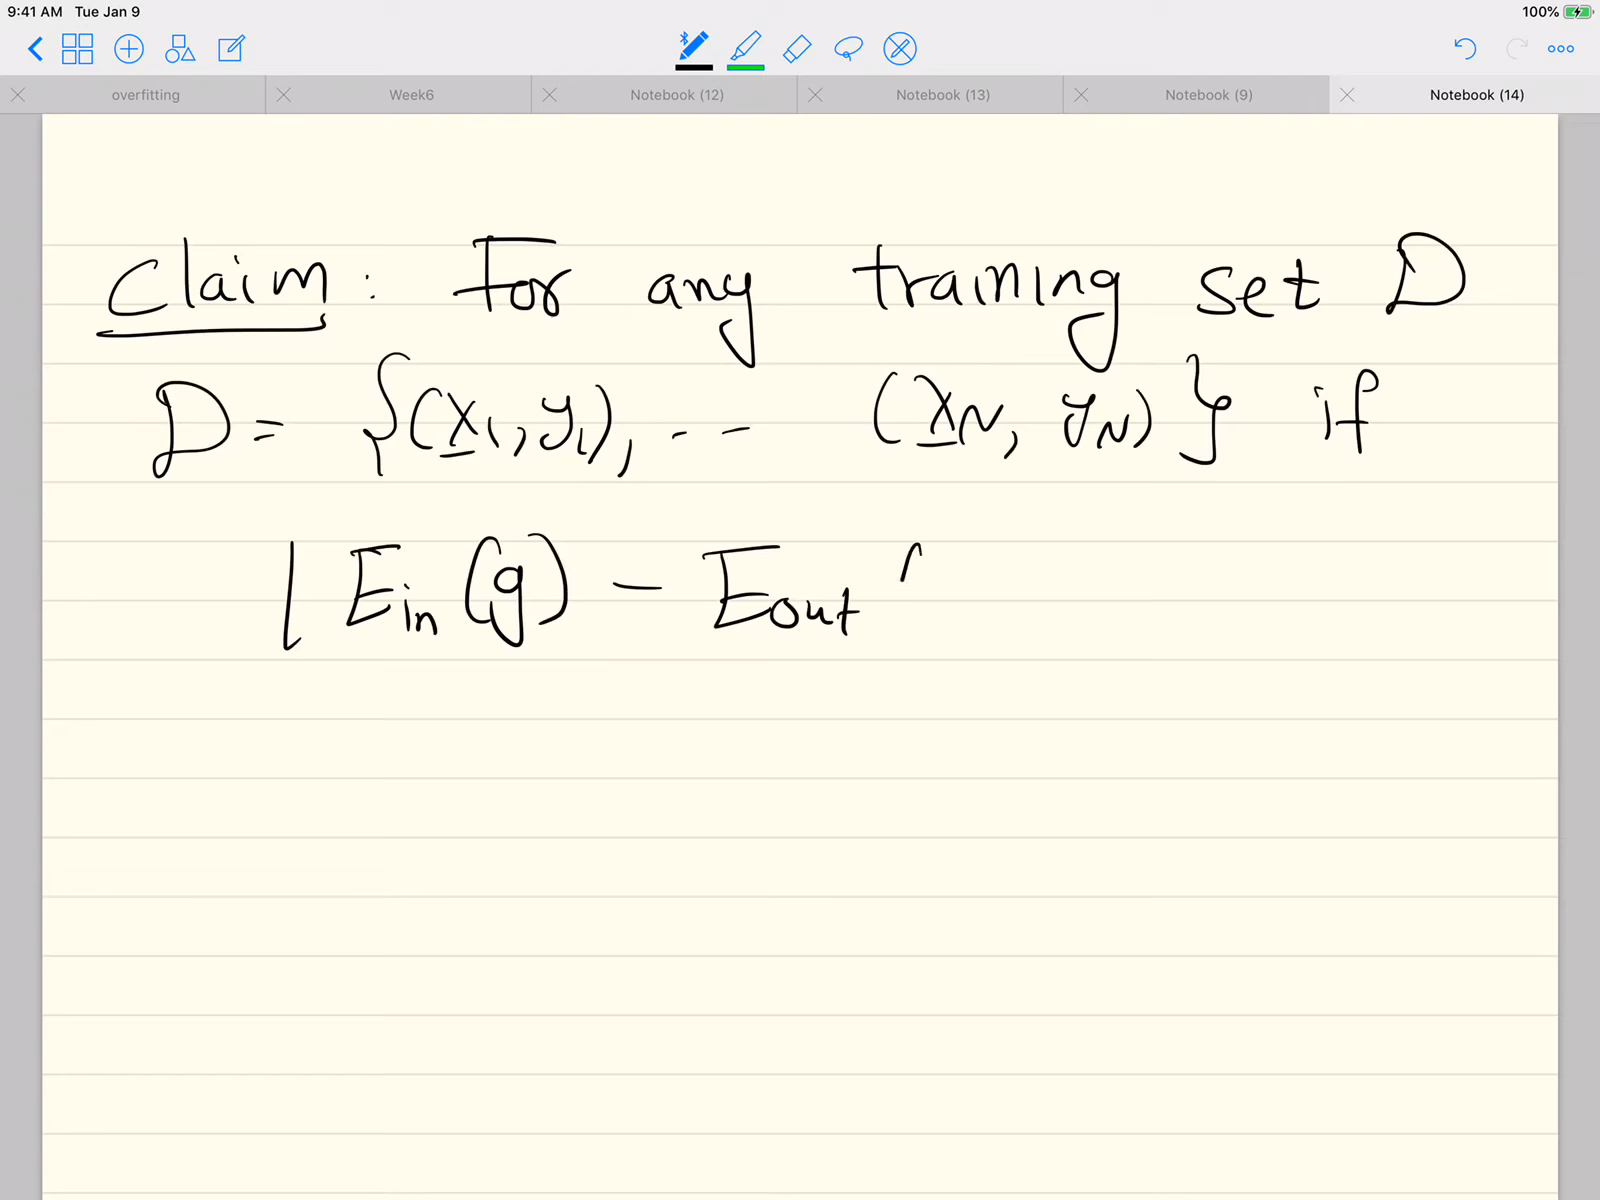 9:41 AM Tue Jan 9 100%
overfitting Week6 Notebook (12) Notebook (13) Notebook (9) Notebook (14)
Claim: For any training set D
D = {(x1, y1), . - - (xN, yN)} if
| Ein (g) - Eout (